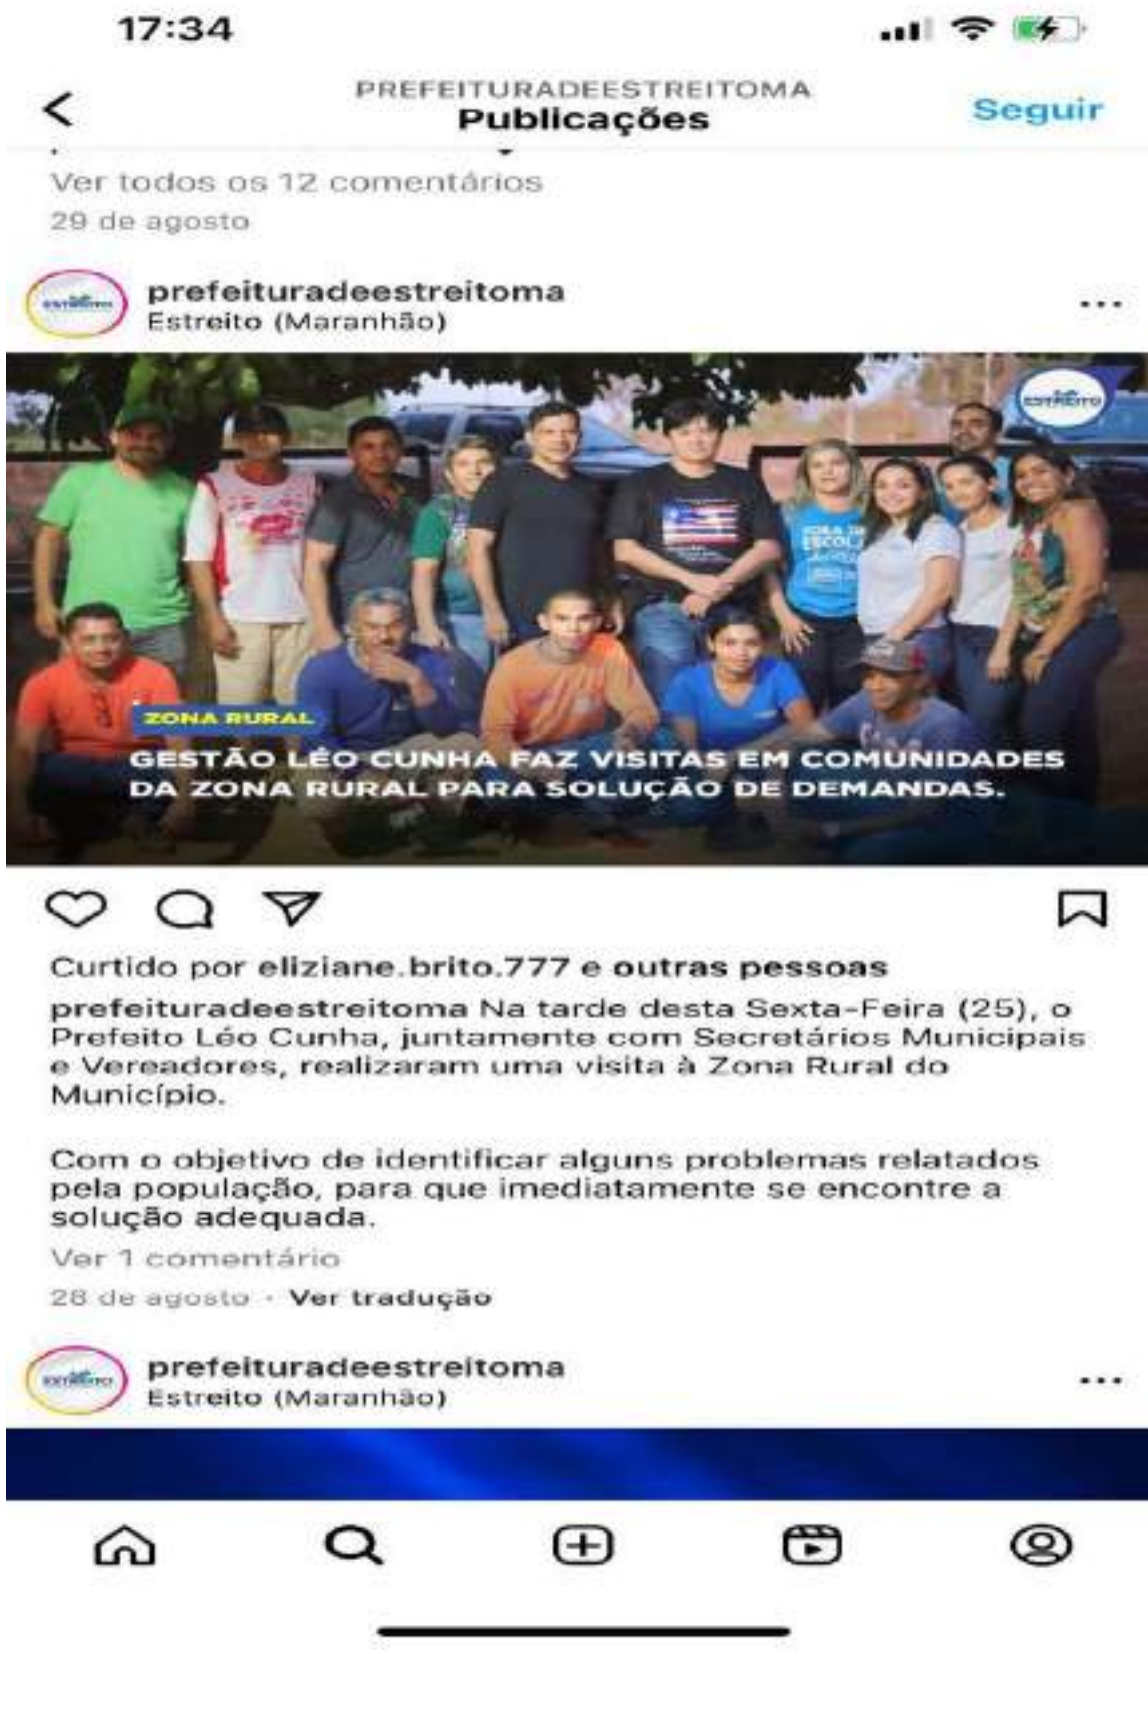 17:34
PREFEITURADEESTREITOMA
Publicações
Seguir
Ver todos os 12 comentários
29 de agosto
prefeituradeestreitoma
Estreito (Maranhão)
ESTREITO
ESCOLA
ZONA RURAL
GESTÃO LÉO CUNHA FAZ VISITAS EM COMUNIDADES
DA ZONA RURAL PARA SOLUÇÃO DE DEMANDAS.
Curtido por eliziane.brito.777 e outras pessoas
prefeituradeestreitoma Na tarde desta Sexta-Feira (25), o
Prefeito Léo Cunha, juntamente com Secretários Municipais
e Vereadores, realizaram uma visita à Zona Rural do
Município.
Com o objetivo de identificar alguns problemas relatados
pela população, para que imediatamente se encontre a
solução adequada.
Ver 1 comentário
28 de agosto · Ver tradução
prefeituradeestreitoma
Estreito (Maranhão)